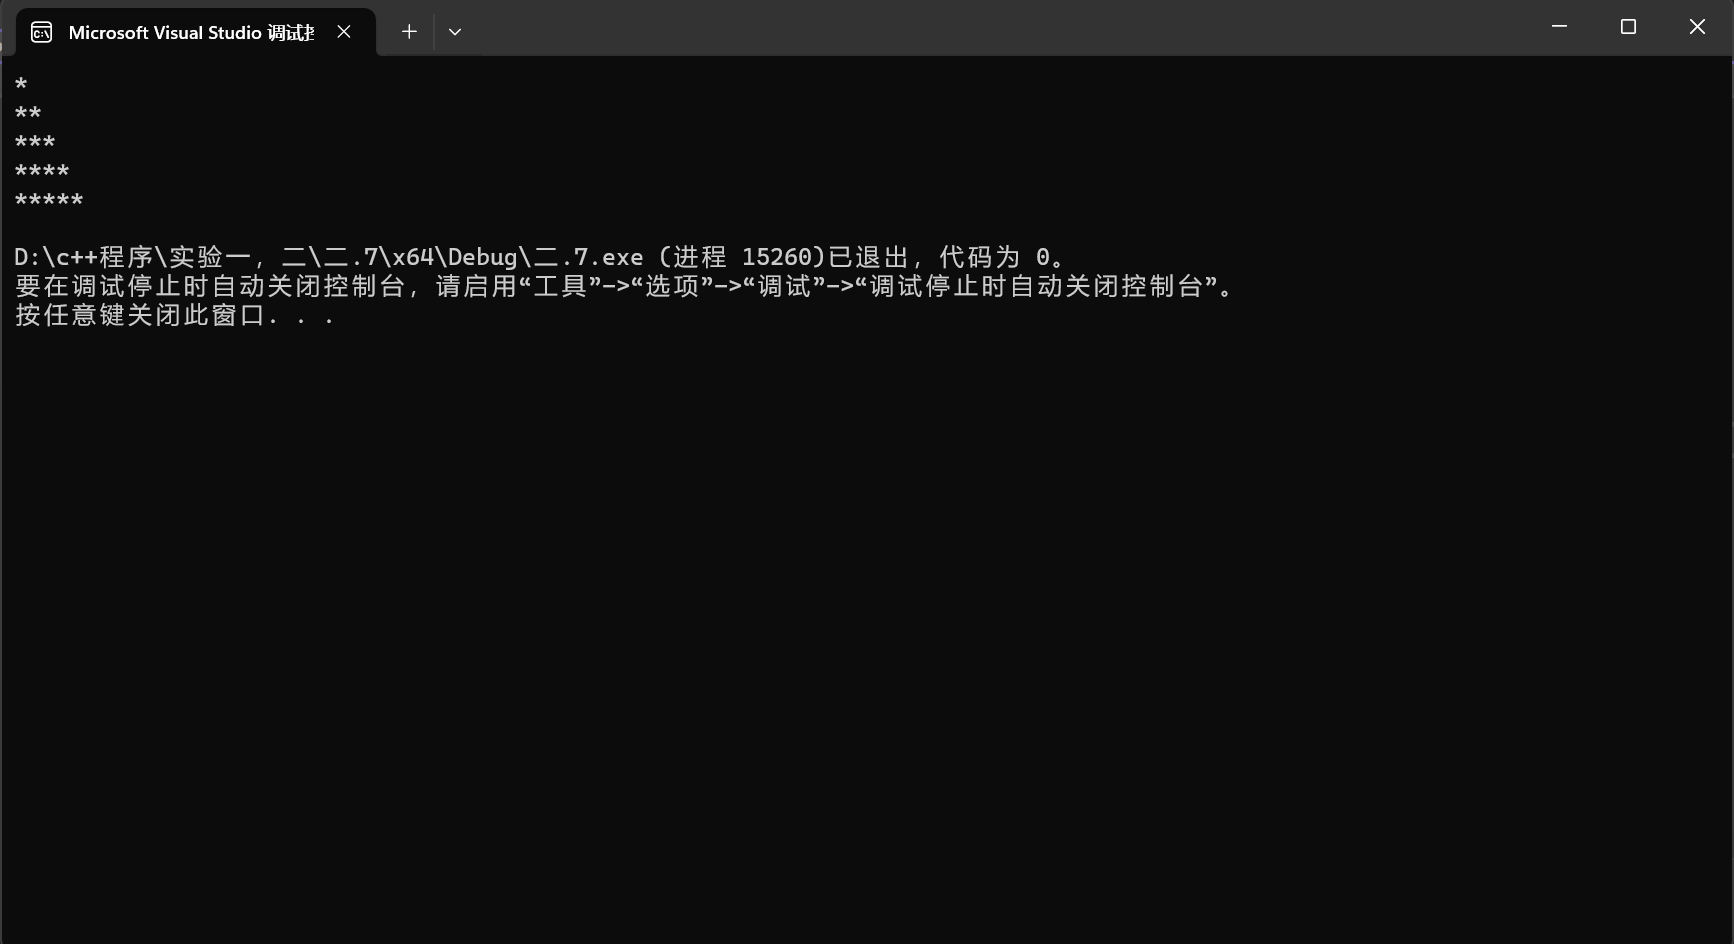 Microsoft Visual Studio 调试
*
**
***
****
*****
D:\c++程序\实验一，二\二.7\x64\Debug\二.7.exe (进程 15260)已退出，代码为 0。
要在调试停止时自动关闭控制台，请启用“工具”->“选项”->“调试”->“调试停止时自动关闭控制台”。
按任意键关闭此窗口. . .